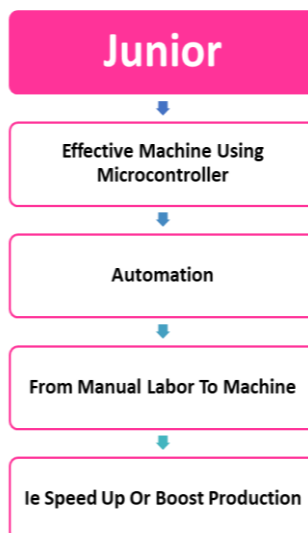 Junior
Effective Machine Using
Microcontroller
Automation
From Manual Labor To Machine
Ie Speed Up Or Boost Production